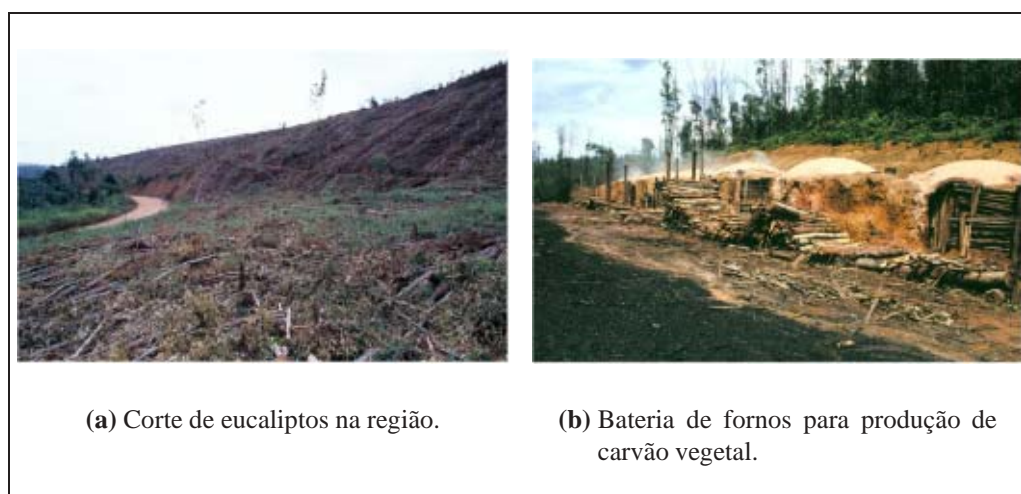 (a) Corte de eucaliptos na região.
(b) Bateria de fornos para produção de
carvão vegetal.